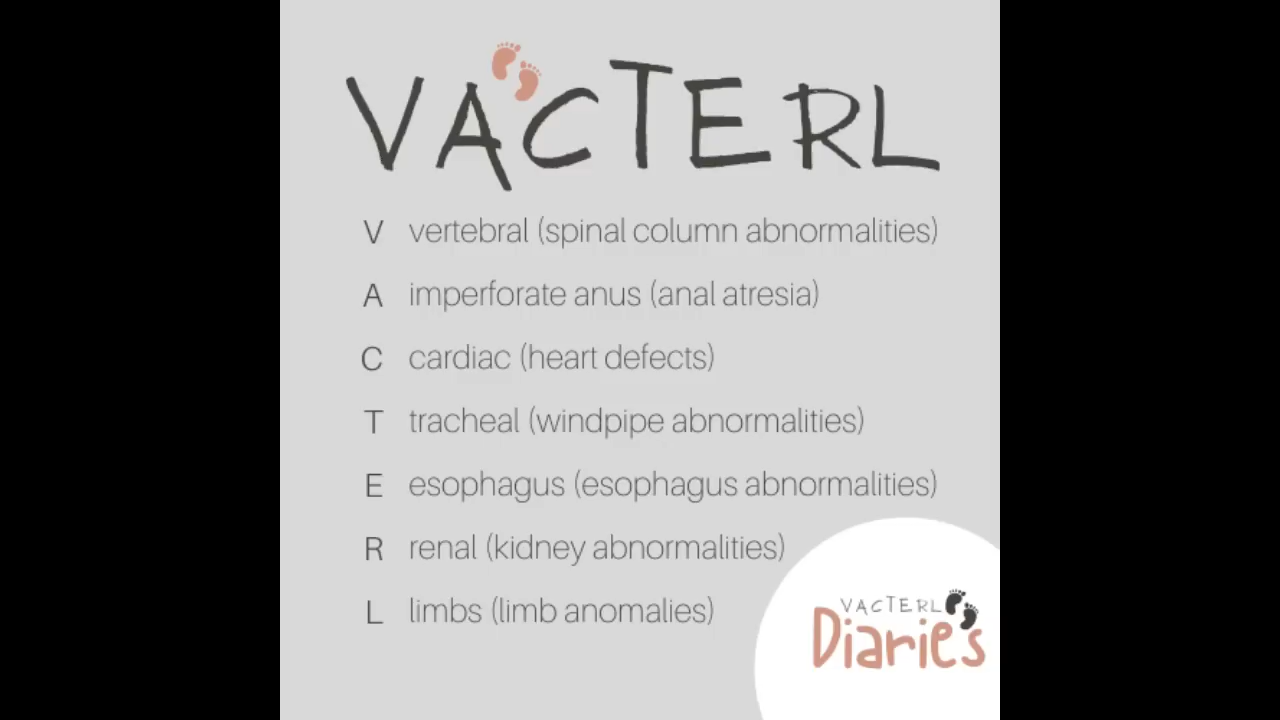 VACTERL
V vertebral (spinal column abnormalities)
A imperforate anus (anal atresia)
C cardiac (heart defects)
T tracheal (windpipe abnormalities)
E esophagus (esophagus abnormalities)
R renal (kidney abnormalities)
L limbs (limb anomalies)
VACTERL
Diarie's